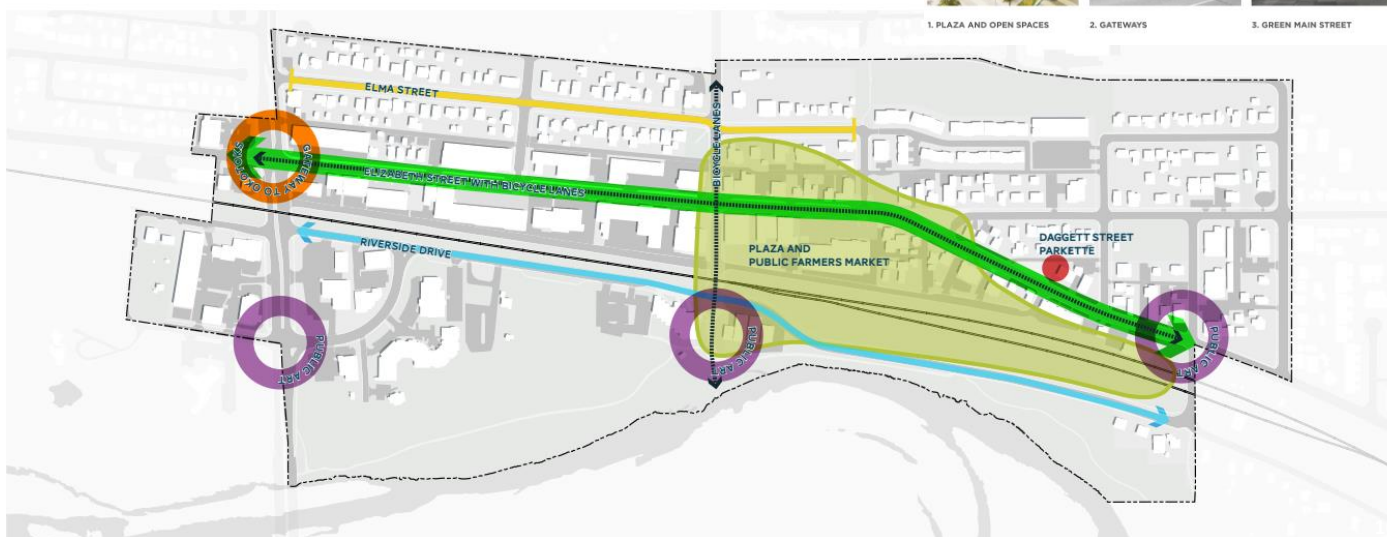 1. PLAZA AND OPEN SPACES
2. GATEWAYS
3. GREEN MAIN STREET
ELMA STREET
BICYCLE LANES
GATEWAY TO OKOTOKS
ELIZABETH STREET WITH BICYCLE LANES
RIVERSIDE DRIVE
PLAZA AND
PUBLIC FARMERS MARKET
DAGGETT STREET
PARKETTE
PUBLIC ART
PUBLIC ART
PUBLIC ART